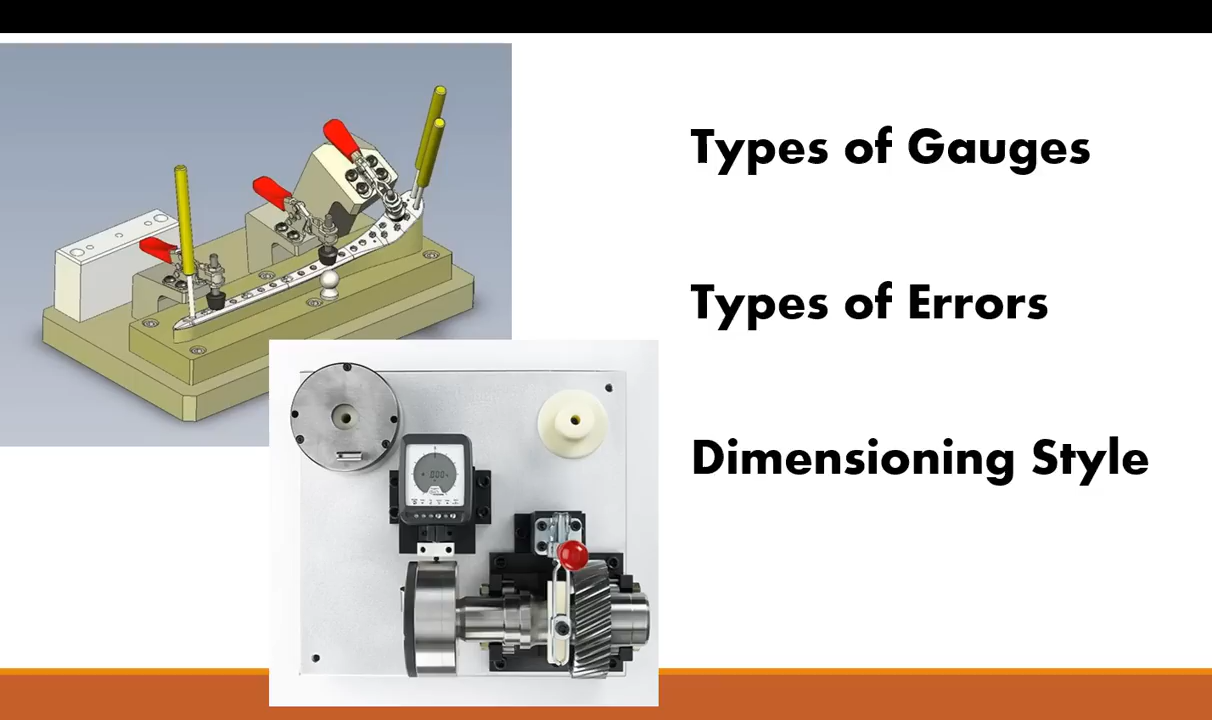 Types of Gauges
Types of Errors
Dimensioning Style